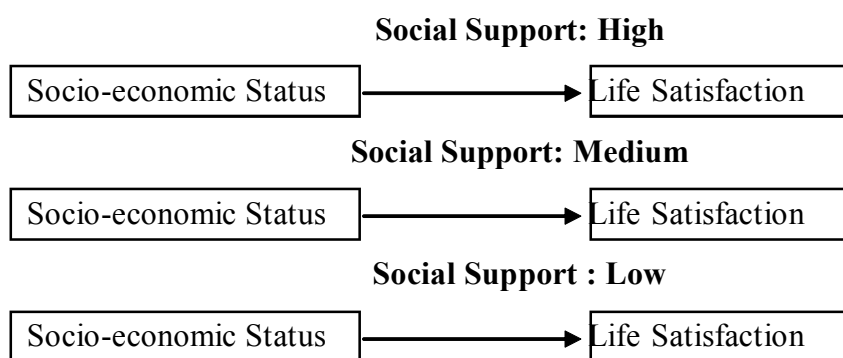 Social Support: High
Socio-economic Status Life Satisfaction
Social Support: Medium
Socio-economic Status Life Satisfaction
Social Support : Low
Socio-economic Status Life Satisfaction